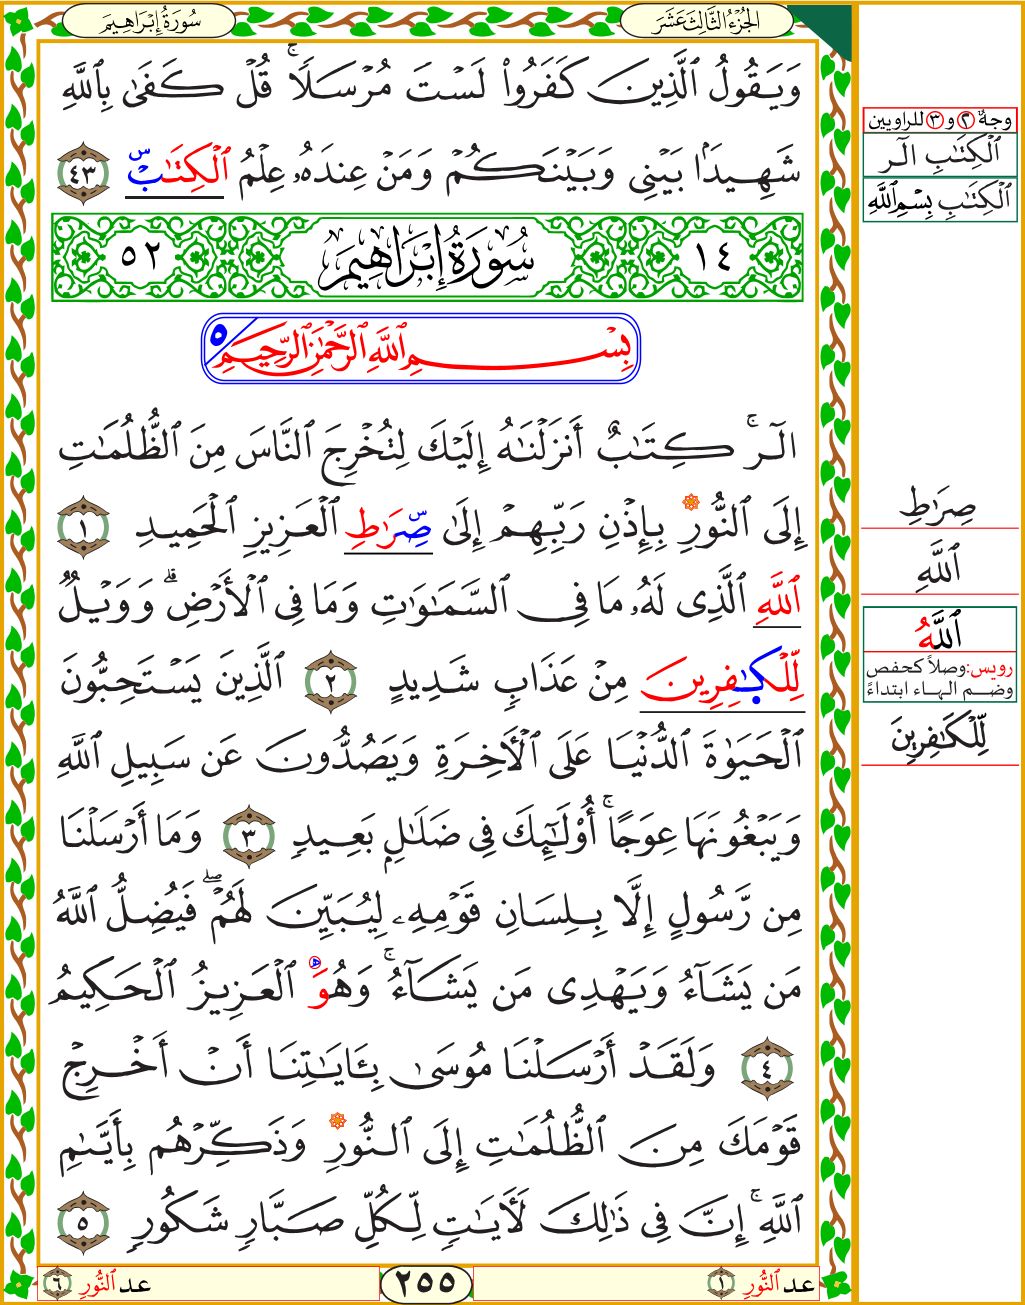 سُورَةُ إِبْرَاهِيمَ
الجُزْءُ الثَّالِثَ عَشَرَ
وَيَقُولُ ٱلَّذِينَ كَفَرُوا۟ لَسْتَ مُرْسَلًا ۚ قُلْ كَفَىٰ بِٱللَّهِ
شَهِيدًۢا بَيْنِى وَبَيْنَكُمْ وَمَنْ عِندَهُۥ عِلْمُ ٱلْكِتَـٰبِ س ٤٣
١٤ سُورَةُ إِبْرَاهِيمَ ٥٢
بِسْمِ ٱللَّهِ ٱلرَّحْمَـٰنِ ٱلرَّحِيمِ ٥
الٓر ۚ كِتَـٰبٌ أَنزَلْنَـٰهُ إِلَيْكَ لِتُخْرِجَ ٱلنَّاسَ مِنَ ٱلظُّلُمَـٰتِ
إِلَى ٱلنُّورِ بِإِذْنِ رَبِّهِمْ إِلَىٰ صِرَٰطِ ٱلْعَزِيزِ ٱلْحَمِيدِ ١
ٱللَّهِ ٱلَّذِى لَهُۥ مَا فِى ٱلسَّمَـٰوَٰتِ وَمَا فِى ٱلْأَرْضِ ۗ وَوَيْلٌ
لِّلْكَـٰفِرِينَ مِنْ عَذَابٍ شَدِيدٍ ٢ ٱلَّذِينَ يَسْتَحِبُّونَ
ٱلْحَيَوٰةَ ٱلدُّنْيَا عَلَى ٱلْـَٔاخِرَةِ وَيَصُدُّونَ عَن سَبِيلِ ٱللَّهِ
وَيَبْغُونَهَا عِوَجًا ۚ أُو۟لَـٰٓئِكَ فِى ضَلَـٰلٍۭ بَعِيدٍ ٣ وَمَآ أَرْسَلْنَا
مِن رَّسُولٍ إِلَّا بِلِسَانِ قَوْمِهِۦ لِيُبَيِّنَ لَهُمْ ۖ فَيُضِلُّ ٱللَّهُ
مَن يَشَآءُ وَيَهْدِى مَن يَشَآءُ ۚ وَهُوَ ٱلْعَزِيزُ ٱلْحَكِيمُ
٤ وَلَقَدْ أَرْسَلْنَا مُوسَىٰ بِـَٔايَـٰتِنَآ أَنْ أَخْرِجْ
قَوْمَكَ مِنَ ٱلظُّلُمَـٰتِ إِلَى ٱلنُّورِ وَذَكِّرْهُم بِأَيَّىٰمِ
ٱللَّهِ ۚ إِنَّ فِى ذَٰلِكَ لَـَٔايَـٰتٍ لِّكُلِّ صَبَّارٍ شَكُورٍ ٥
عد ٱلنُّورِ ١
٢٥٥
عد ٱلنُّورِ ٦
وجهٌ ٢ و ٣ للراويين
ٱلْكِتَـٰبِ الٓر
ٱلْكِتَـٰبِ بِسْمِ ٱللَّهِ
صِرَٰطِ
ٱللَّهِ
ٱللَّهُ
رويس: وصلاً كحفص
وضم الهاء ابتداءً
لِّلْكَـٰفِرِينَ